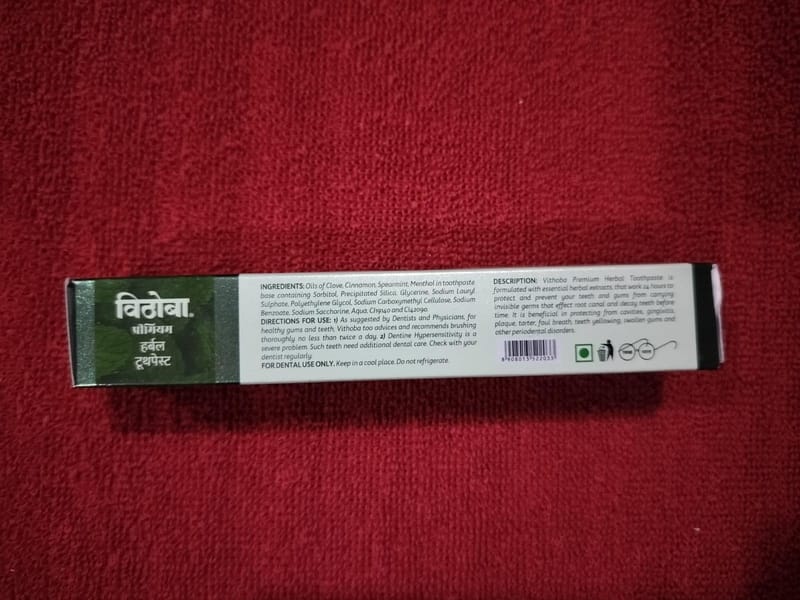 विठोबा®
प्रीमियम
हर्बल
टूथपेस्ट
INGREDIENTS: Oils of Clove, Cinnamon, Spearmint, Menthol in toothpaste
base containing Sorbitol, Precipitated Silica, Glycerine, Sodium Lauryl
Sulphate, Polyethylene Glycol, Sodium Carboxymethyl Cellulose, Sodium
Benzoate, Sodium Saccharine, Aqua, CI19140 and CI42090
DIRECTIONS FOR USE: 1) As suggested by Dentists and Physicians, for
healthy gums and teeth, Vithoba too advices and recommends brushing
thoroughly no less than twice a day. 2) Dentine Hypersensitivity is a
severe problem. Such teeth need additional dental care. Check with your
dentist regularly.
FOR DENTAL USE ONLY. Keep in a cool place. Do not refrigerate.
DESCRIPTION: Vithoba Premium Herbal Toothpaste is
formulated with essential herbal extracts, that work 24 hours to
protect and prevent your teeth and gums from carrying
invisible germs that effect root canal and decay teeth before
time. It is beneficial in protecting from cavities, gingivitis,
plaque, tarter, foul breath, teeth yellowing, swollen gums and
other periodental disorders.
8 908013 522033